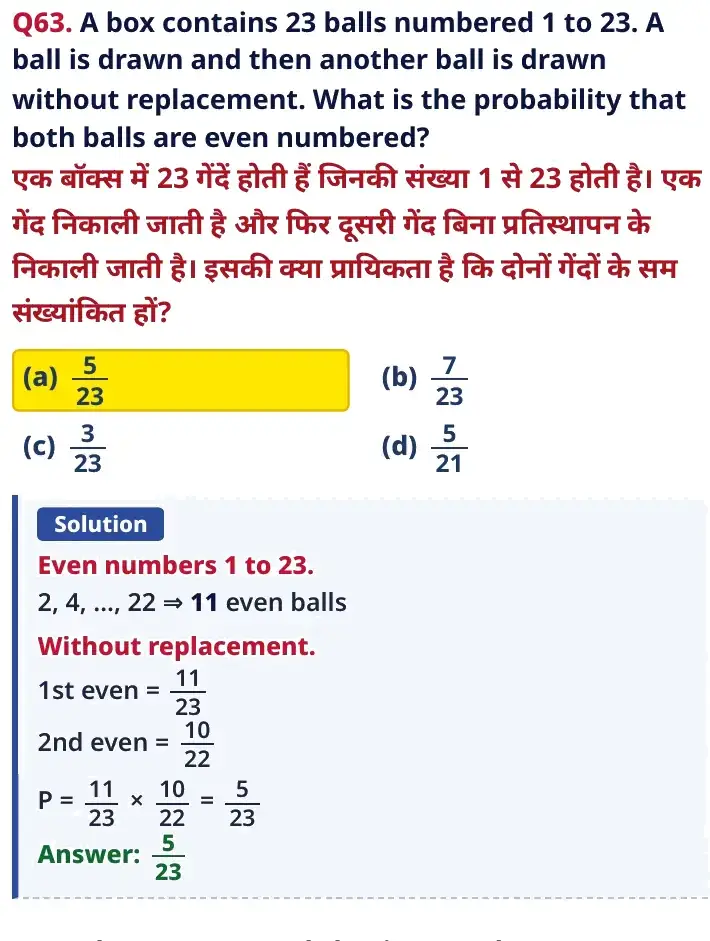 Q63. A box contains 23 balls numbered 1 to 23. A
ball is drawn and then another ball is drawn
without replacement. What is the probability that
both balls are even numbered?
एक बॉक्स में 23 गेंदें होती हैं जिनकी संख्या 1 से 23 होती है। एक
गेंद निकाली जाती है और फिर दूसरी गेंद बिना प्रतिस्थापन के
निकाली जाती है। इसकी क्या प्रायिकता है कि दोनों गेंदों के सम
संख्यांकित हों?
(a) 5/23 (b) 7/23
(c) 3/23 (d) 5/21
Solution
Even numbers 1 to 23.
2, 4, ..., 22 ⇒ 11 even balls
Without replacement.
1st even = 11/23
2nd even = 10/22
P = 11/23 × 10/22 = 5/23
Answer: 5/23